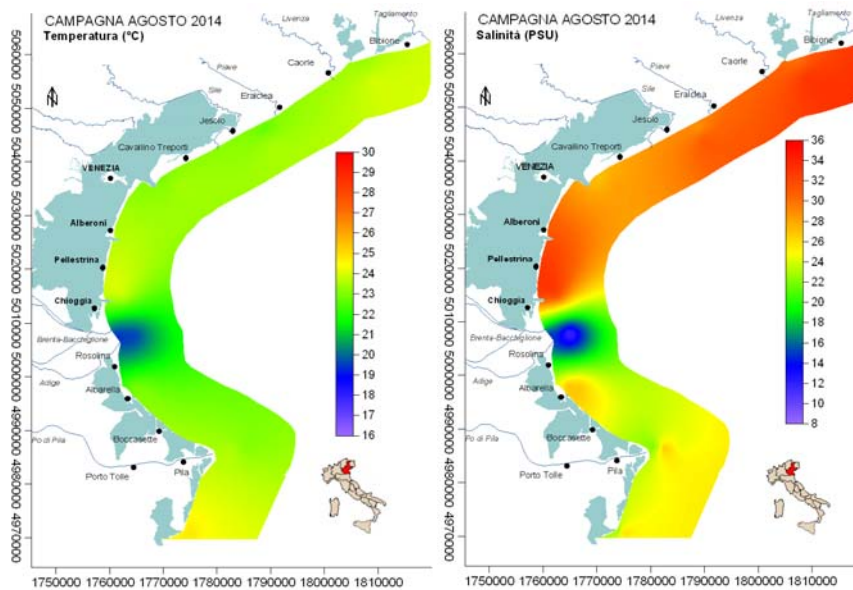 CAMPAGNA AGOSTO 2014
Temperatura (°C)
Tagliamento
Livenza
Bibione
Caorle
Piave
Eraclea
Sile
Jesolo
Cavallino Treporti
VENEZIA
Alberoni
Pellestrina
Chioggia
Brenta-Bacchiglione
Rosolina
Adige
Albarella
Boccasette
Po di Pila
Pila
Porto Tolle
N
30
29
28
27
26
25
24
23
22
21
20
19
18
17
16
5060000
5050000
5040000
5030000
5020000
5010000
5000000
4990000
4980000
4970000
1750000 1760000 1770000 1780000 1790000 1800000 1810000
CAMPAGNA AGOSTO 2014
Salinità (PSU)
Tagliamento
Livenza
Bibione
Caorle
Piave
Eraclea
Sile
Jesolo
Cavallino Treporti
VENEZIA
Alberoni
Pellestrina
Chioggia
Brenta-Bacchiglione
Rosolina
Adige
Albarella
Boccasette
Po di Pila
Pila
Porto Tolle
N
36
34
32
30
28
26
24
22
20
18
16
14
12
10
8
5060000
5050000
5040000
5030000
5020000
5010000
5000000
4990000
4980000
4970000
1750000 1760000 1770000 1780000 1790000 1800000 1810000